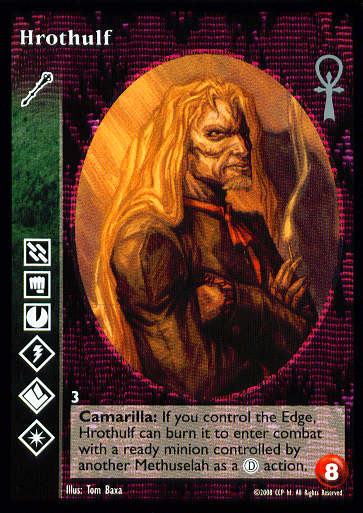 Hrothulf
3
Camarilla: If you control the Edge,
Hrothulf can burn it to enter combat
with a ready minion controlled by
another Methuselah as a D action.
8
Illus: Tom Baxa
©2008 CCP hf. All Rights Reserved